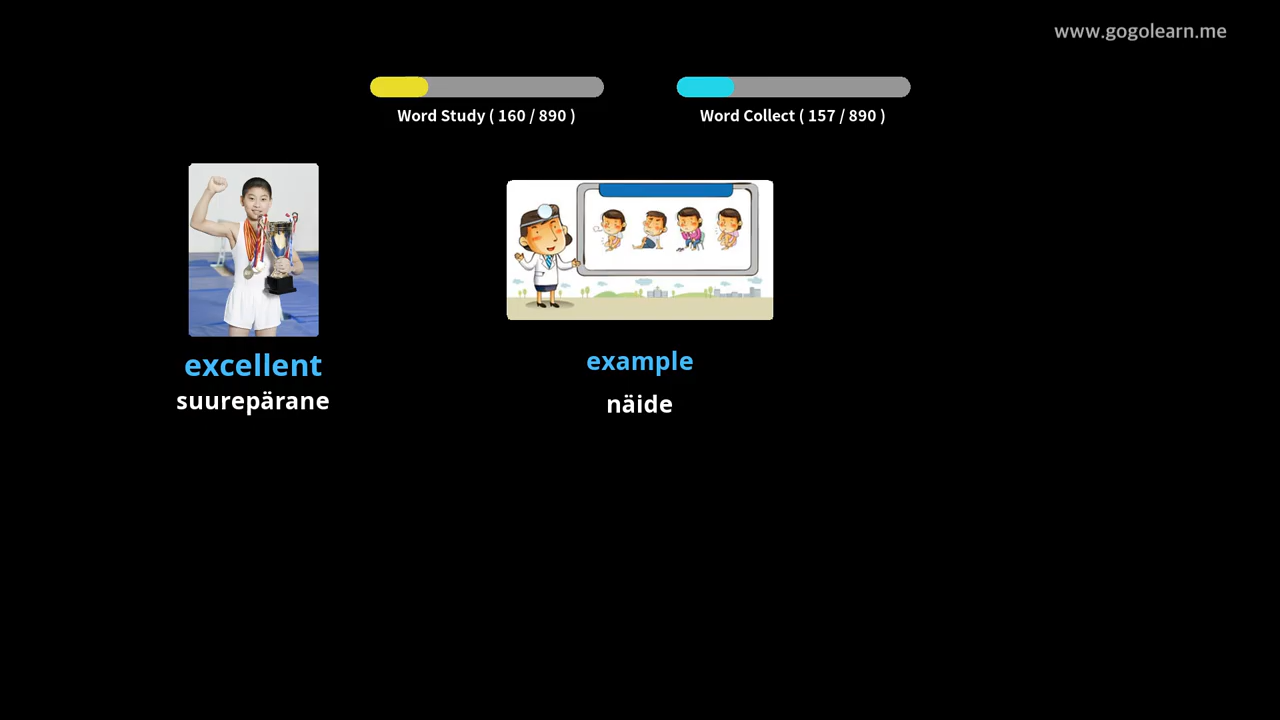 www.gogolearn.me
Word Study ( 160 / 890 )
Word Collect ( 157 / 890 )
excellent
suurepärane
example
näide